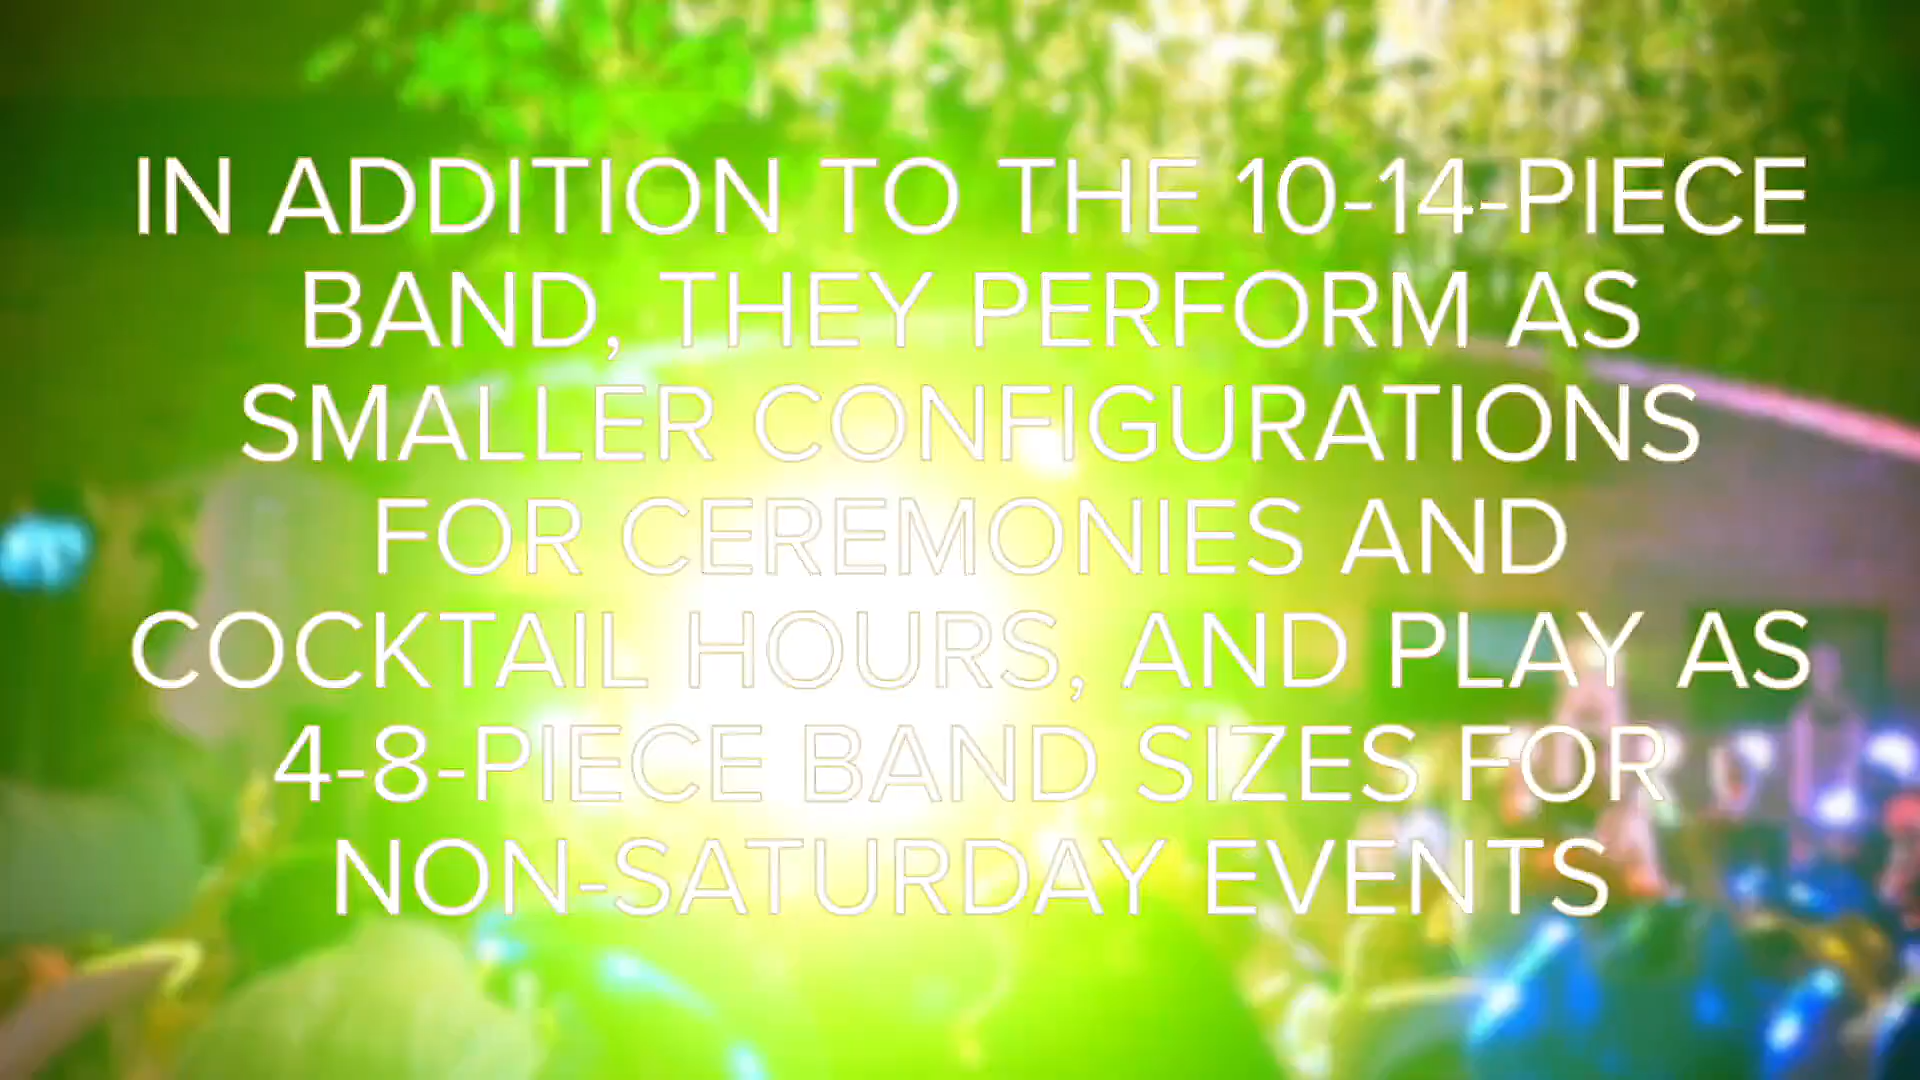 IN ADDITION TO THE 10-14-PIECE
BAND, THEY PERFORM AS
SMALLER CONFIGURATIONS
FOR CEREMONIES AND
COCKTAIL HOURS, AND PLAY AS
4-8-PIECE BAND SIZES FOR
NON-SATURDAY EVENTS